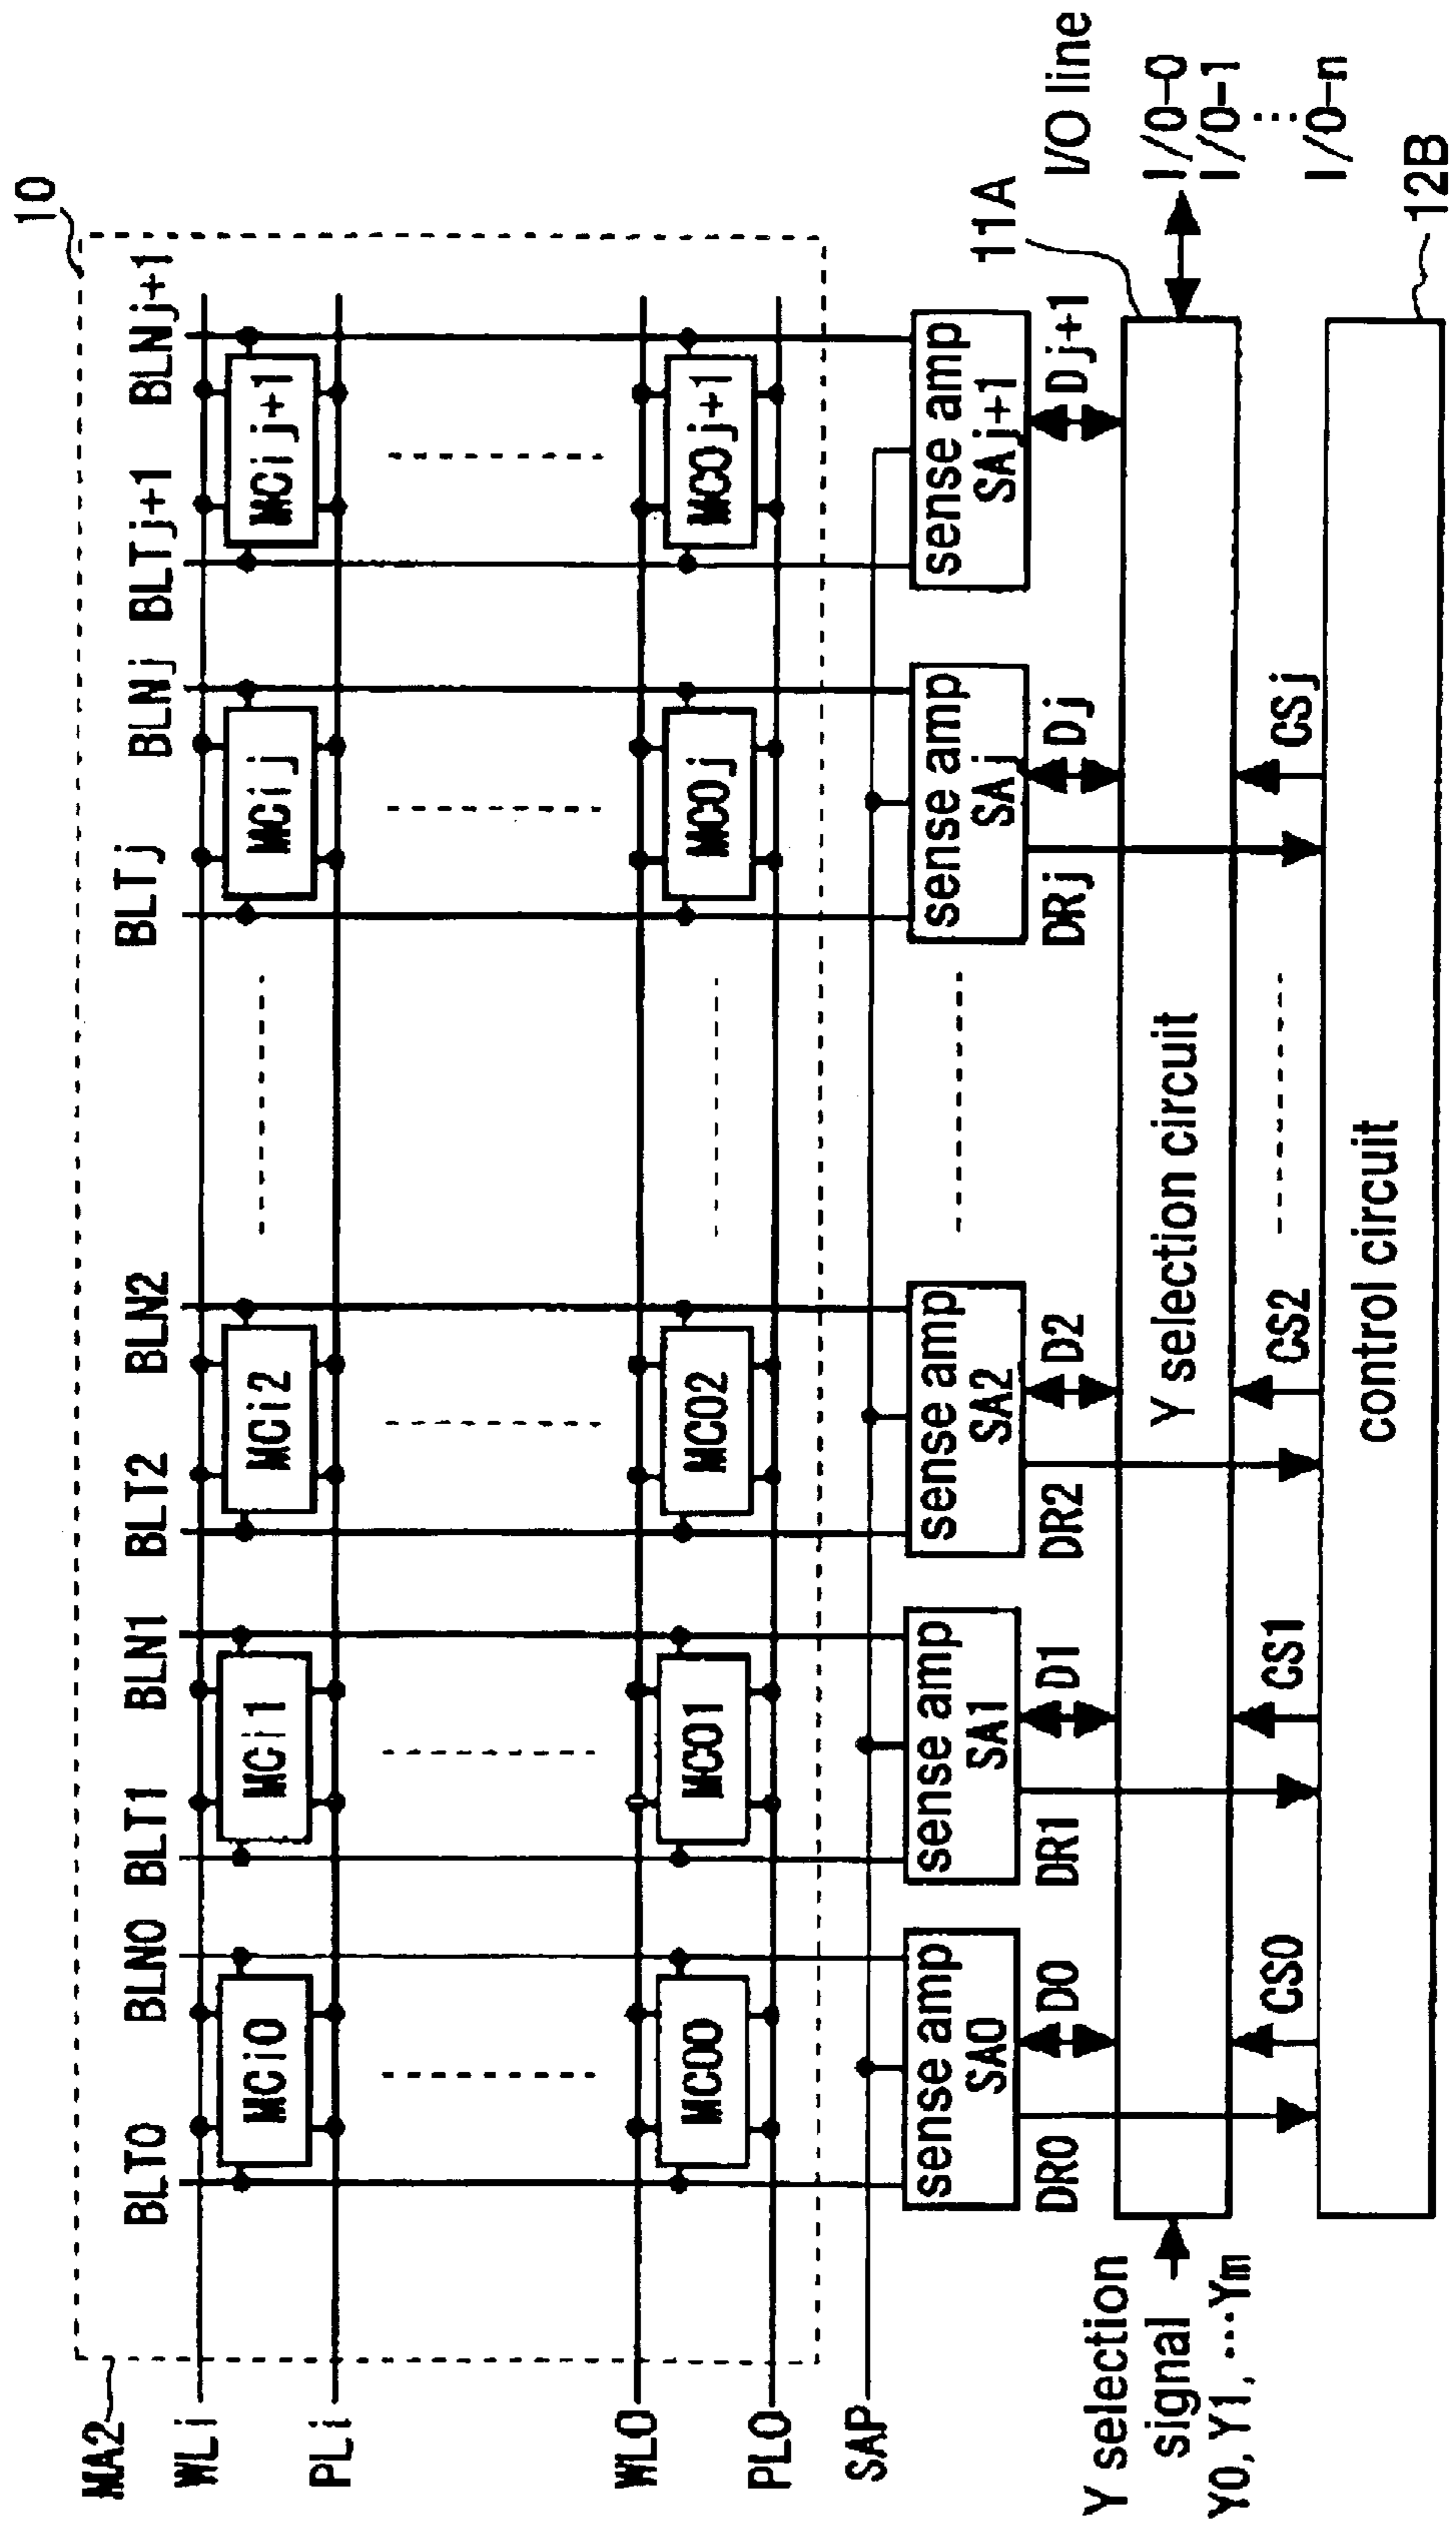 10
MA2
BLT0 BLN0 BLT1 BLN1 BLT2 BLN2 BLTj BLNj BLTj+1 BLNj+1
WLi
MCi0 MCi1 MCi2 MCij MCij+1
PLi
WL0
MC00 MC01 MC02 MC0j MC0j+1
PL0
SAP
sense amp SA0
sense amp SA1
sense amp SA2
sense amp SAj
sense amp SAj+1
DR0 D0 DR1 D1 DR2 D2 DRj Dj Dj+1
11A
I/O line
Y selection
signal
Y0, Y1, ···Ym
Y selection circuit
I/O-0
I/O-1
⋮
I/O-n
CS0 CS1 CS2 CSj
control circuit
12B